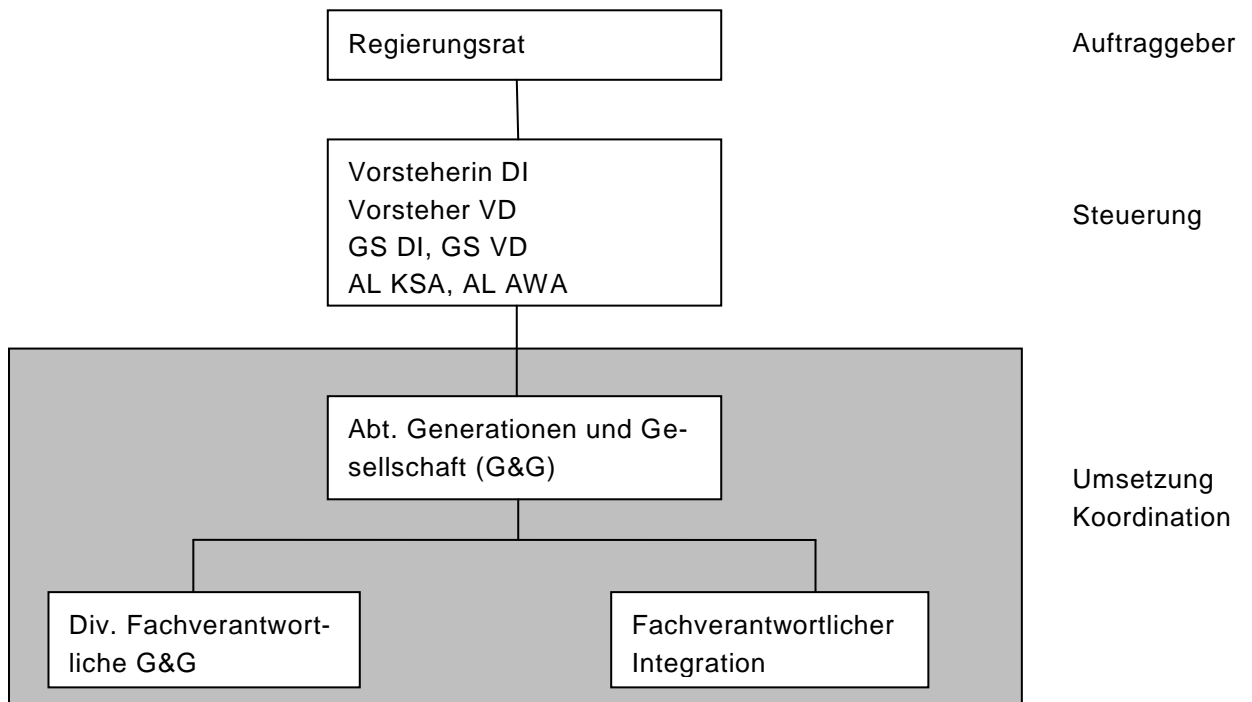 Regierungsrat
Auftraggeber
Vorsteherin DI
Vorsteher VD
GS DI, GS VD
AL KSA, AL AWA
Steuerung
Abt. Generationen und Ge-
sellschaft (G&G)
Umsetzung
Koordination
Div. Fachverantwort-
liche G&G
Fachverantwortlicher
Integration